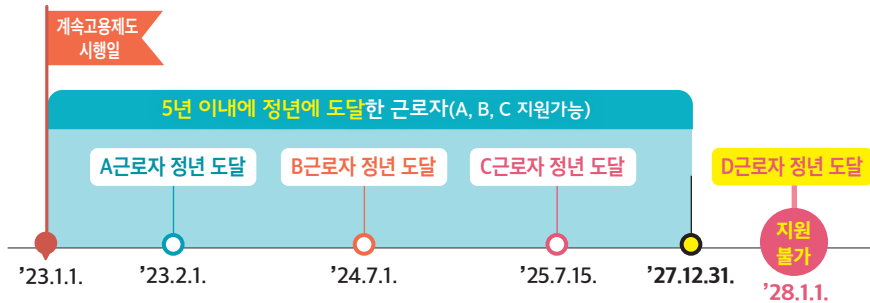 계속고용제도
시행일
5년 이내에 정년에 도달한 근로자(A, B, C 지원가능)
A근로자 정년 도달
B근로자 정년 도달
C근로자 정년 도달
D근로자 정년 도달
지원
불가
’23.1.1.
’23.2.1.
’24.7.1.
’25.7.15.
’27.12.31.
’28.1.1.